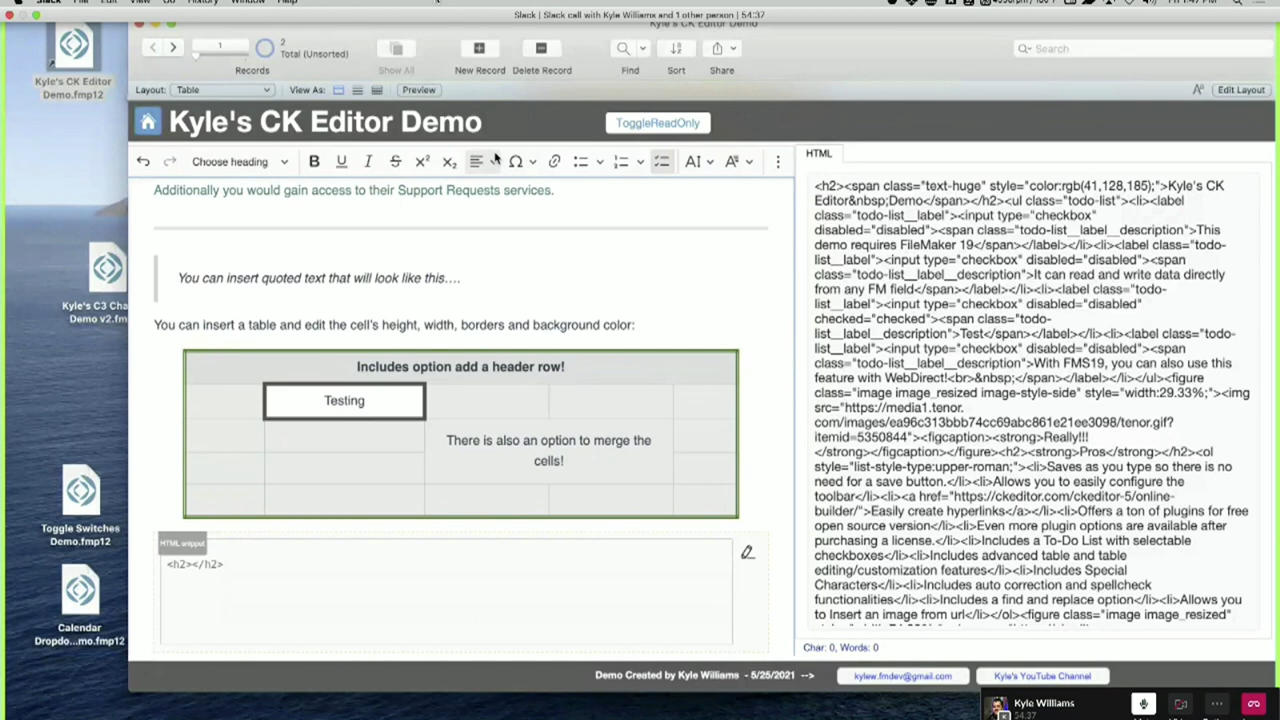 Slack
File
Edit
View
Go
History
Window
Help
Slack | Slack call with Kyle Williams and 1 other person | 54:37
Kyle's CK Editor Demo
1
2
Total (Unsorted)
Search
Records
Show All
New Record
Delete Record
Find
Sort
Share
Layout:
Table
View As:
Preview
Edit Layout
Kyle's CK Editor Demo
ToggleReadOnly
Choose heading
HTML
Additionally you would gain access to their Support Requests services.
You can insert quoted text that will look like this….
You can insert a table and edit the cell's height, width, borders and background color:
Includes option add a header row!
Testing
There is also an option to merge the
cells!
HTML snippet
<h2></h2>
<h2><span class="text-huge" style="color:rgb(41,128,185);">Kyle's CK
Editor&nbsp;Demo</span></h2><ul class="todo-list"><li><label
class="todo-list__label"><input type="checkbox"
disabled="disabled"><span class="todo-list__label__description">This
demo requires FileMaker 19</span></label></li><li><label class="todo-
list__label"><input type="checkbox" disabled="disabled"><span
class="todo-list__label__description">It can read and write data directly
from any FM field</span></label></li><li><label class="todo-
list__label"><input type="checkbox" disabled="disabled"
checked="checked"><span class="todo-
list__label__description">Test</span></label></li><li><label class="todo-
list__label"><input type="checkbox" disabled="disabled"><span
class="todo-list__label__description">With FMS19, you can also use this
feature with WebDirect!<br>&nbsp;</span></label></li></ul><figure
class="image image_resized image-style-side" style="width:29.33%;"><img
src="https://media1.tenor.
com/images/ea96c313bbb74cc69abc861e21ee3098/tenor.gif?
itemid=5350844"><figcaption><strong>Really!!!
</strong></figcaption></figure><h2><strong>Pros</strong></h2><ol
style="list-style-type:upper-roman;"><li>Saves as you type so there is no
need for a save button.</li><li>Allows you to easily configure the
toolbar</li><li><a href="https://ckeditor.com/ckeditor-5/online-
builder/">Easily create hyperlinks</a></li><li>Offers a ton of plugins for free
open source version</li><li>Even more plugin options are available after
purchasing a license.</li><li>Includes a To-Do List with selectable
checkboxes</li><li>Includes advanced table and table
editing/customization features</li><li>Includes Special
Characters</li><li>Includes auto correction and spellcheck
functionalities</li><li>Includes a find and replace option</li><li>Allows you
to Insert an image from url</li></ol><figure class="image image_resized"
Char: 0, Words: 0
Demo Created by Kyle Williams - 5/25/2021 -->
kylew.fmdev@gmail.com
Kyle's YouTube Channel
Kyle Williams
54:37
Kyle's CK Editor
Demo.fmp12
Kyle's C3 Cha
Demo v2.fm
Toggle Switches
Demo.fmp12
Calendar
Dropdo...mo.fmp12